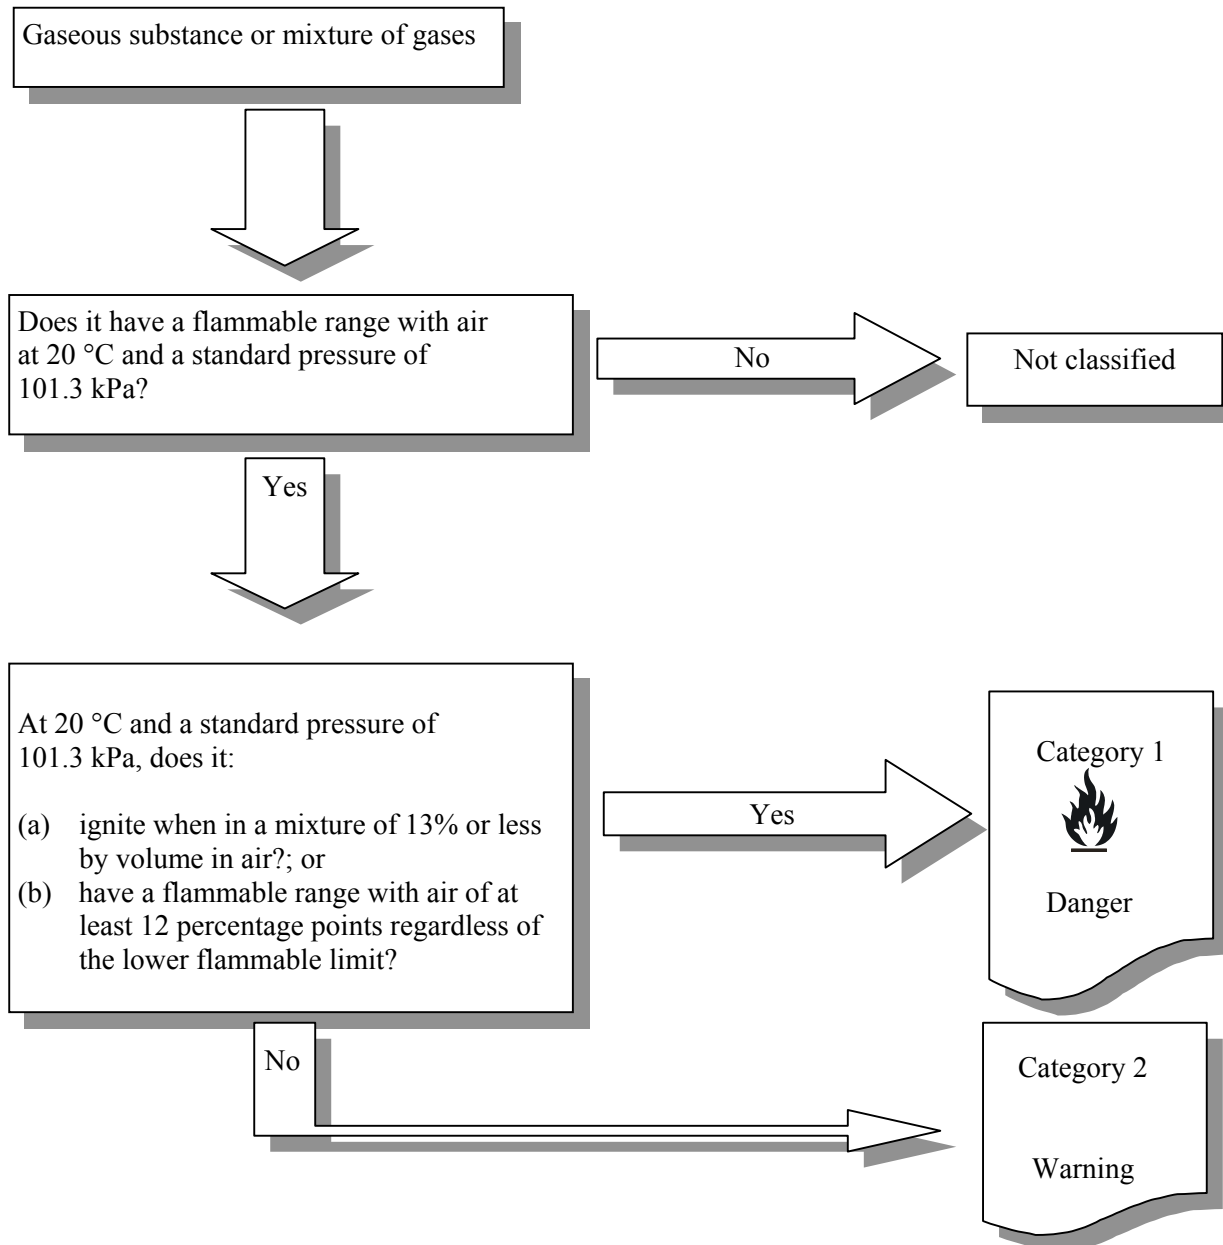 Gaseous substance or mixture of gases
Does it have a flammable range with air
at 20 °C and a standard pressure of
101.3 kPa?
No
Not classified
Yes
At 20 °C and a standard pressure of
101.3 kPa, does it:
(a) ignite when in a mixture of 13% or less
by volume in air?; or
(b) have a flammable range with air of at
least 12 percentage points regardless of
the lower flammable limit?
Yes
Category 1
Danger
No
Category 2
Warning